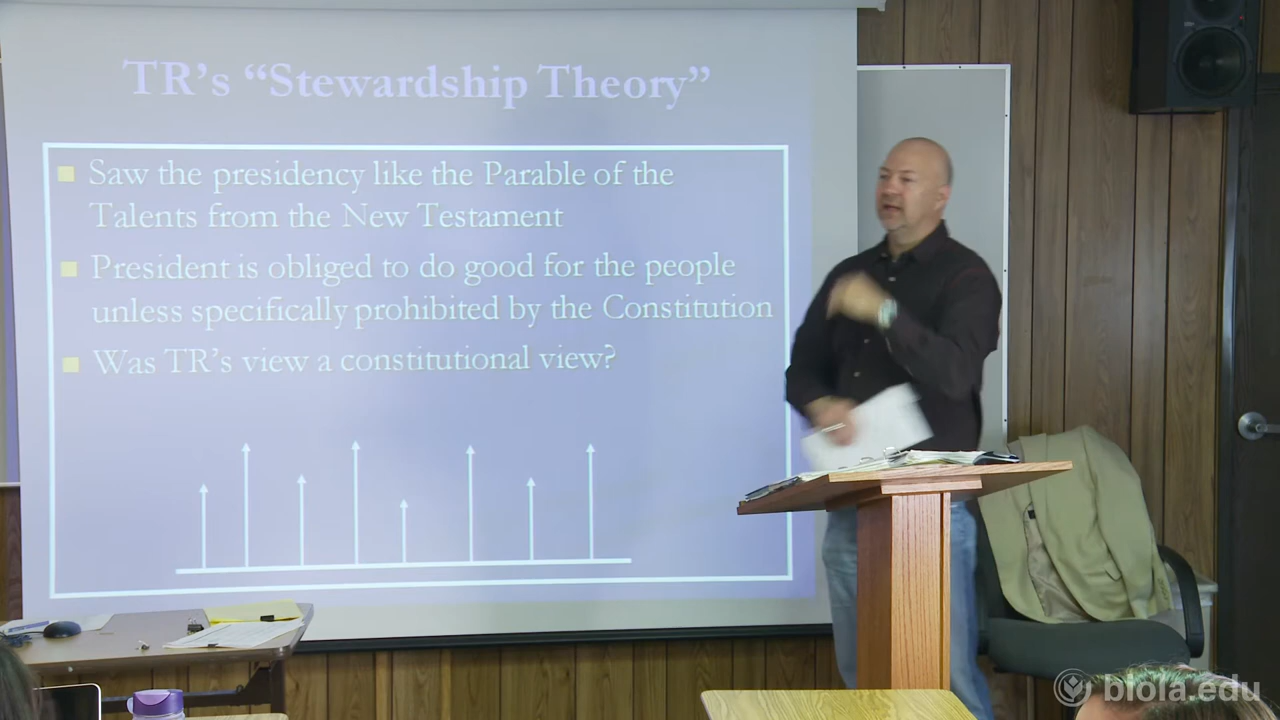 TR's “Stewardship Theory”
Saw the presidency like the Parable of the
Talents from the New Testament
President is obliged to do good for the people
unless specifically prohibited by the Constitution
Was TR's view a constitutional view?
biola.edu